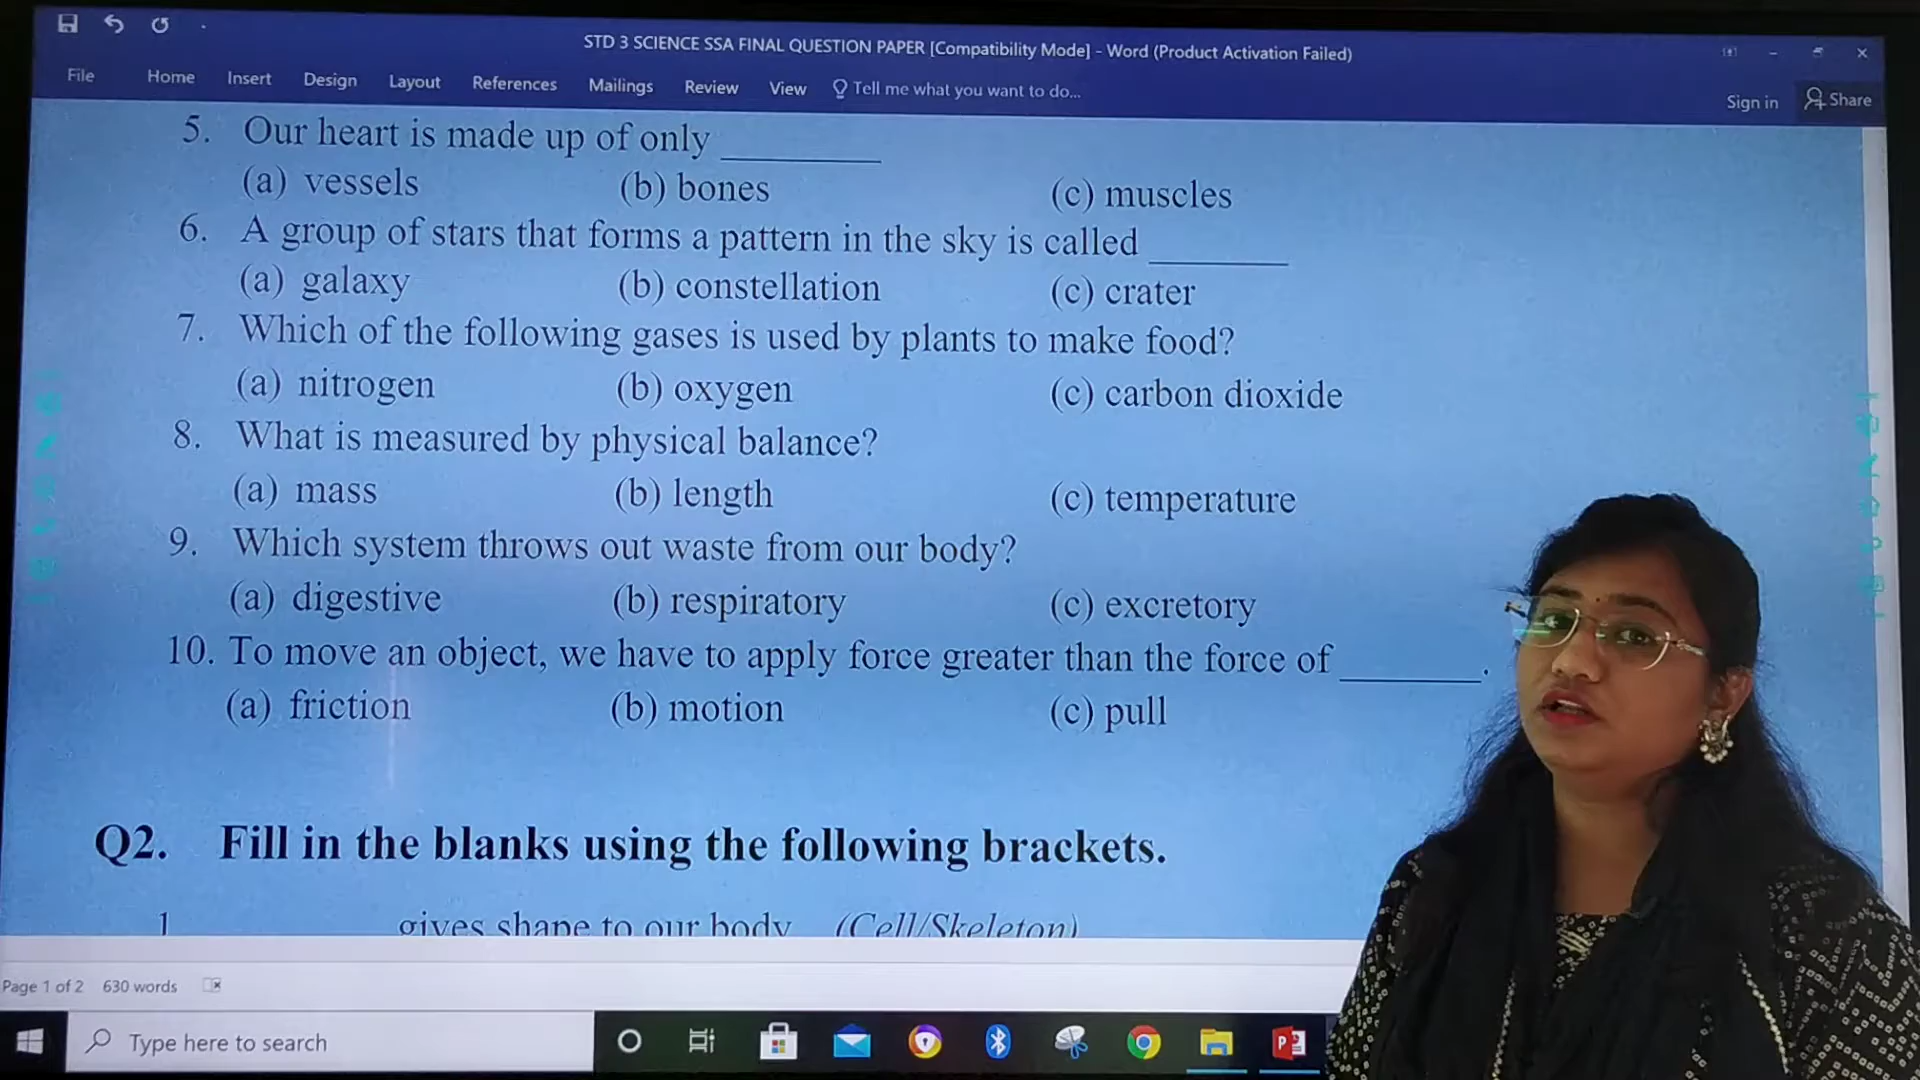 STD 3 SCIENCE SSA FINAL QUESTION PAPER [Compatibility Mode] - Word (Product Activation Failed)
File Home Insert Design Layout References Mailings Review View Tell me what you want to do... Sign in Share
5. Our heart is made up of only ________
(a) vessels (b) bones (c) muscles
6. A group of stars that forms a pattern in the sky is called _______
(a) galaxy (b) constellation (c) crater
7. Which of the following gases is used by plants to make food?
(a) nitrogen (b) oxygen (c) carbon dioxide
8. What is measured by physical balance?
(a) mass (b) length (c) temperature
9. Which system throws out waste from our body?
(a) digestive (b) respiratory (c) excretory
10. To move an object, we have to apply force greater than the force of _______.
(a) friction (b) motion (c) pull
Q2. Fill in the blanks using the following brackets.
1 gives shape to our body (Cell/Skeleton)
Page 1 of 2 630 words
Type here to search